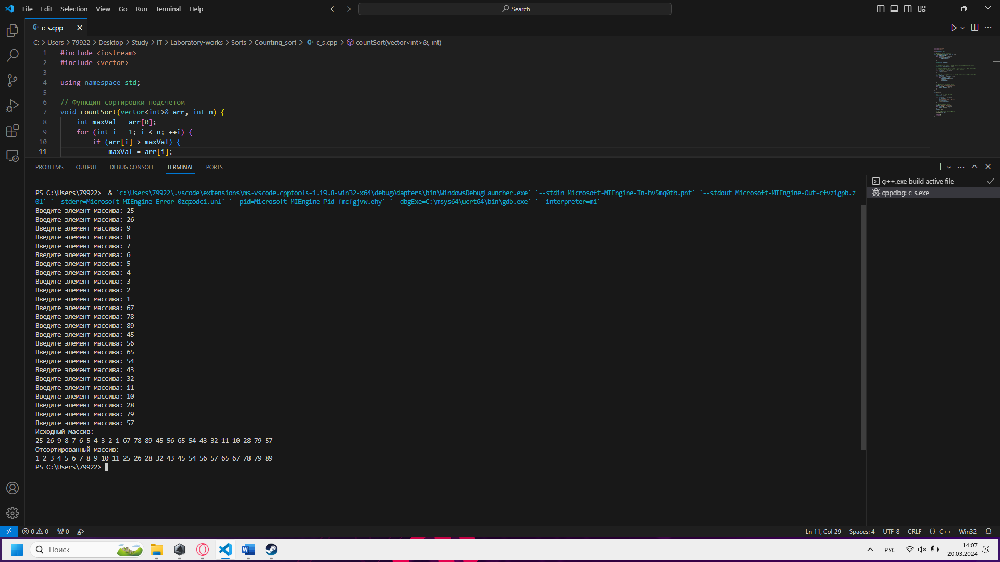 File Edit Selection View Go Run Terminal Help
Search
c_s.cpp
C: > Users > 79922 > Desktop > Study > IT > Laboratory-works > Sorts > Counting_sort > c_s.cpp > countSort(vector<int>&, int)
1 #include <iostream>
2 #include <vector>
3
4 using namespace std;
5
6 // Функция сортировки подсчетом
7 void countSort(vector<int>& arr, int n) {
8 int maxVal = arr[0];
9 for (int i = 1; i < n; ++i) {
10 if (arr[i] > maxVal) {
11 maxVal = arr[i];
PROBLEMS OUTPUT DEBUG CONSOLE TERMINAL PORTS
g++.exe build active file
cppdbg: c_s.exe
PS C:\Users\79922>  & 'c:\Users\79922\.vscode\extensions\ms-vscode.cpptools-1.19.8-win32-x64\debugAdapters\bin\WindowsDebugLauncher.exe' '--stdin=Microsoft-MIEngine-In-hv5mq0tb.pnt' '--stdout=Microsoft-MIEngine-Out-cfvzigpb.z
01' '--stderr=Microsoft-MIEngine-Error-0zqzodci.unl' '--pid=Microsoft-MIEngine-Pid-fmcfgjvw.ehy' '--dbgExe=C:\msys64\ucrt64\bin\gdb.exe' '--interpreter=mi'
Введите элемент массива: 25
Введите элемент массива: 26
Введите элемент массива: 9
Введите элемент массива: 8
Введите элемент массива: 7
Введите элемент массива: 6
Введите элемент массива: 5
Введите элемент массива: 4
Введите элемент массива: 3
Введите элемент массива: 2
Введите элемент массива: 1
Введите элемент массива: 67
Введите элемент массива: 78
Введите элемент массива: 89
Введите элемент массива: 45
Введите элемент массива: 56
Введите элемент массива: 65
Введите элемент массива: 54
Введите элемент массива: 43
Введите элемент массива: 32
Введите элемент массива: 11
Введите элемент массива: 10
Введите элемент массива: 28
Введите элемент массива: 79
Введите элемент массива: 57
Исходный массив:
25 26 9 8 7 6 5 4 3 2 1 67 78 89 45 56 65 54 43 32 11 10 28 79 57
Отсортированный массив:
1 2 3 4 5 6 7 8 9 10 11 25 26 28 32 43 45 54 56 57 65 67 78 79 89
PS C:\Users\79922>
0 0 0 Ln 11, Col 29 Spaces: 4 UTF-8 CRLF {} C++ Win32
Поиск РУС 14:07
20.03.2024